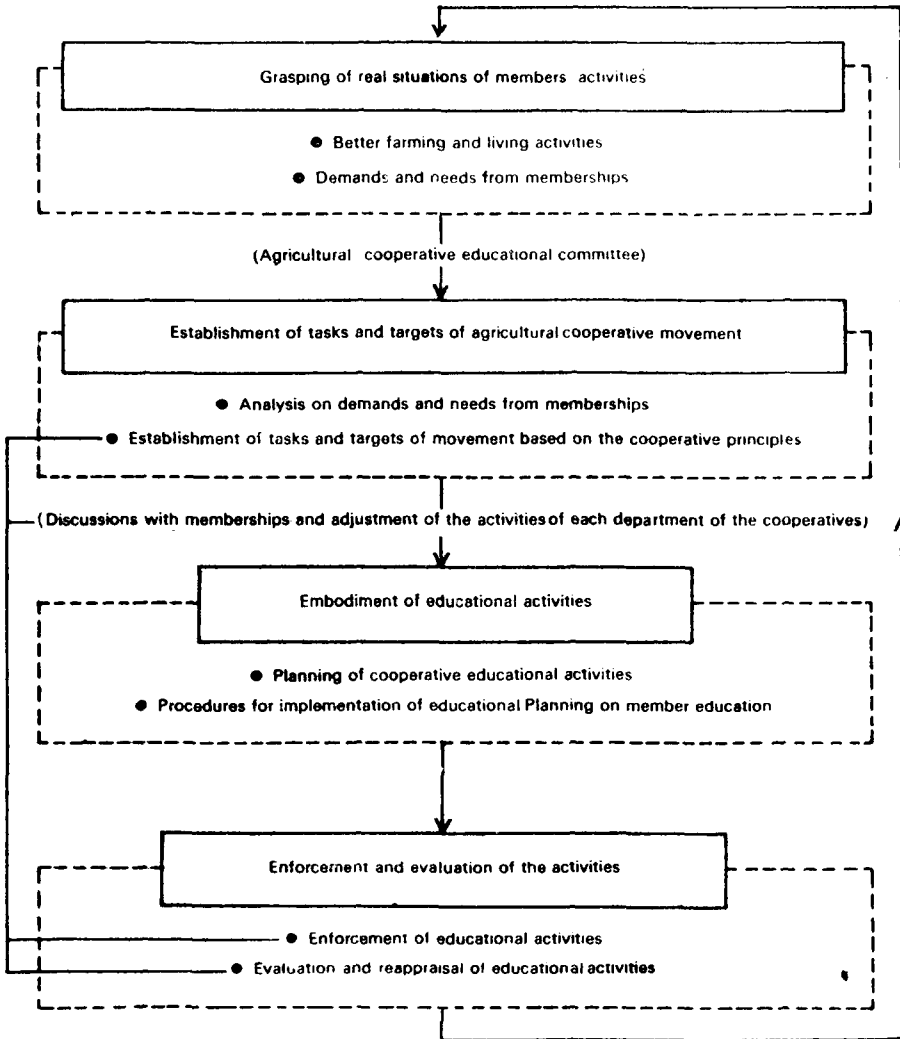 Grasping of real situations of members activities
● Better farming and living activities
● Demands and needs from memberships
(Agricultural cooperative educational committee)
Establishment of tasks and targets of agricultural cooperative movement
● Analysis on demands and needs from memberships
● Establishment of tasks and targets of movement based on the cooperative principles
(Discussions with memberships and adjustment of the activities of each department of the cooperatives)
Embodiment of educational activities
● Planning of cooperative educational activities
● Procedures for implementation of educational Planning on member education
Enforcement and evaluation of the activities
● Enforcement of educational activities
● Evaluation and reappraisal of educational activities